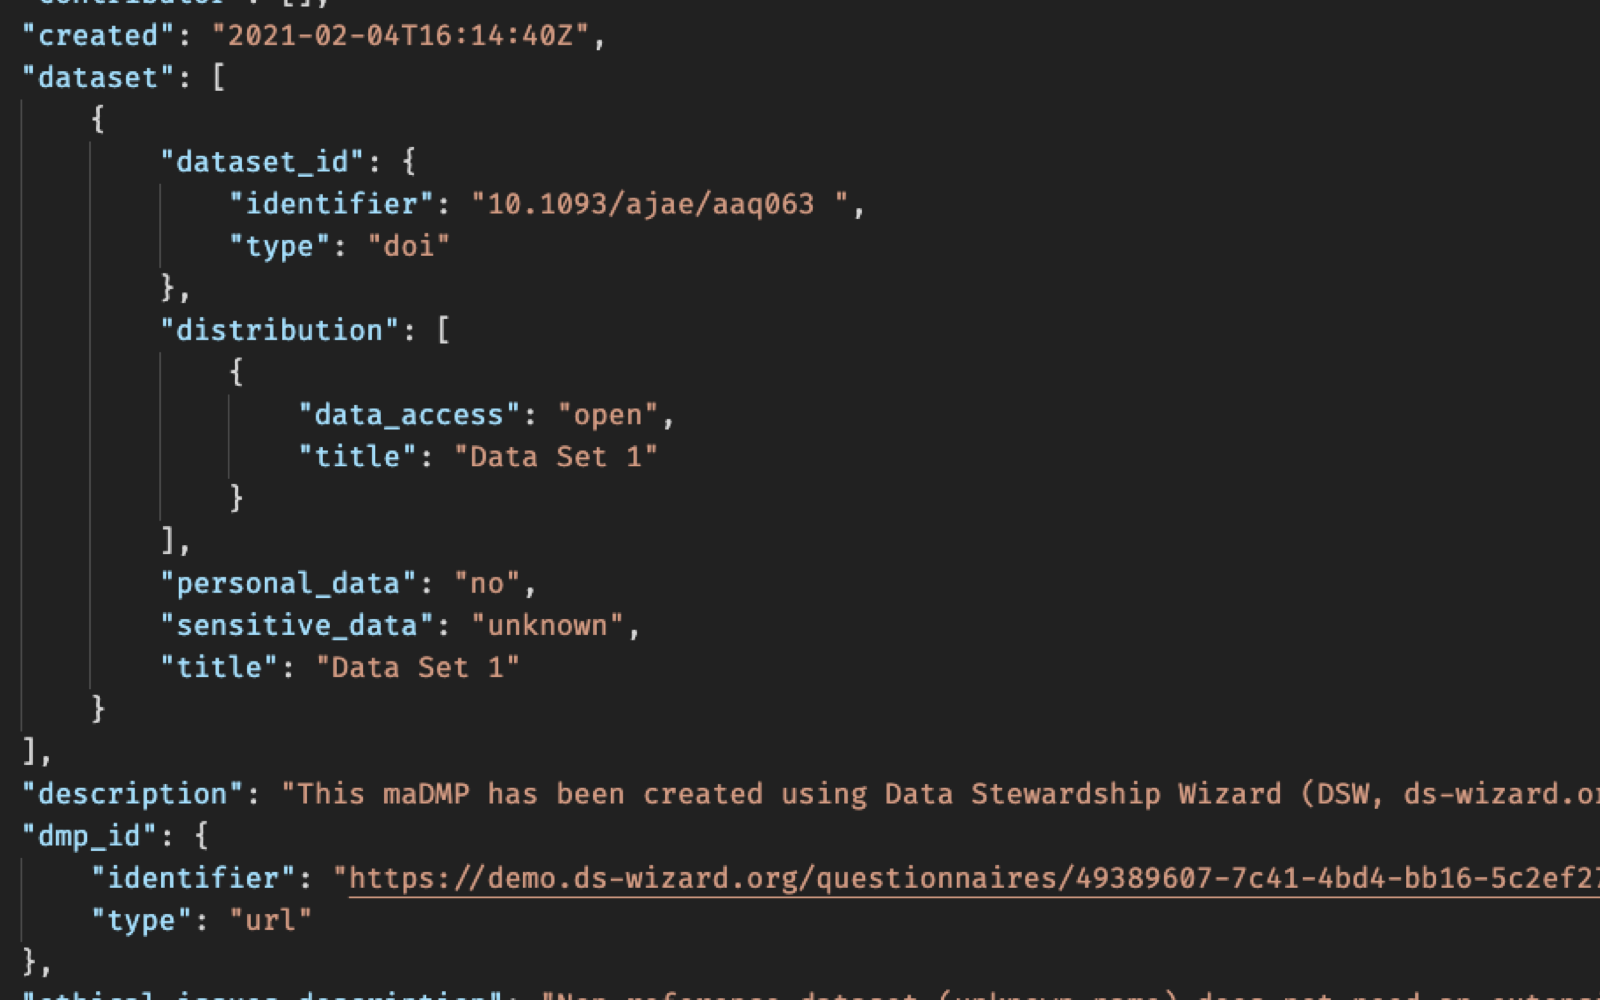 "contributor": [],
"created": "2021-02-04T16:14:40Z",
"dataset": [
{
"dataset_id": {
"identifier": "10.1093/ajae/aaq063 ",
"type": "doi"
},
"distribution": [
{
"data_access": "open",
"title": "Data Set 1"
}
],
"personal_data": "no",
"sensitive_data": "unknown",
"title": "Data Set 1"
}
],
"description": "This maDMP has been created using Data Stewardship Wizard (DSW, ds-wizard.or
"dmp_id": {
"identifier": "https://demo.ds-wizard.org/questionnaires/49389607-7c41-4bd4-bb16-5c2ef27
"type": "url"
},
"ethical_issues_description": "Non-reference dataset (unknown name) does not need an